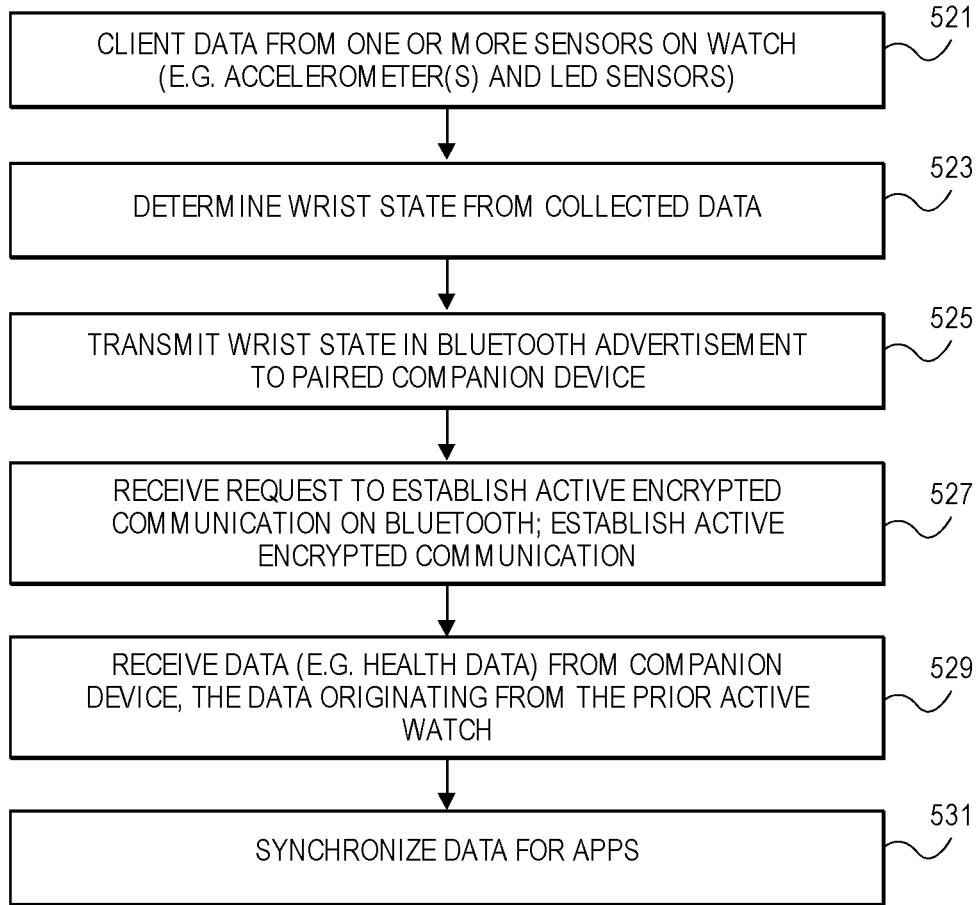 521
CLIENT DATA FROM ONE OR MORE SENSORS ON WATCH
(E.G. ACCELEROMETER(S) AND LED SENSORS)
523
DETERMINE WRIST STATE FROM COLLECTED DATA
525
TRANSMIT WRIST STATE IN BLUETOOTH ADVERTISEMENT
TO PAIRED COMPANION DEVICE
527
RECEIVE REQUEST TO ESTABLISH ACTIVE ENCRYPTED
COMMUNICATION ON BLUETOOTH; ESTABLISH ACTIVE
ENCRYPTED COMMUNICATION
529
RECEIVE DATA (E.G. HEALTH DATA) FROM COMPANION
DEVICE, THE DATA ORIGINATING FROM THE PRIOR ACTIVE
WATCH
531
SYNCHRONIZE DATA FOR APPS